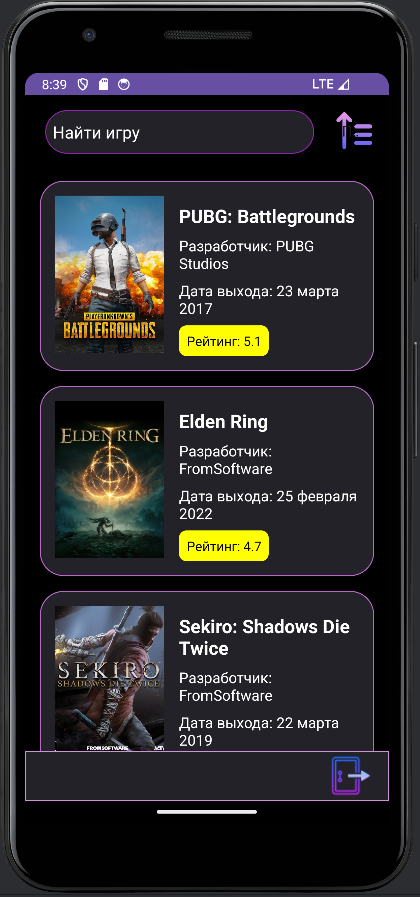 8:39
LTE
Найти игру
PLAYERUNKNOWN'S
BATTLEGROUNDS
PUBG: Battlegrounds
Разработчик: PUBG
Studios
Дата выхода: 23 марта
2017
Рейтинг: 5.1
ELDEN RING
Elden Ring
Разработчик:
FromSoftware
Дата выхода: 25 февраля
2022
Рейтинг: 4.7
SEKIRO
SHADOWS DIE TWICE
FROMSOFTWARE
Sekiro: Shadows Die
Twice
Разработчик:
FromSoftware
Дата выхода: 22 марта
2019